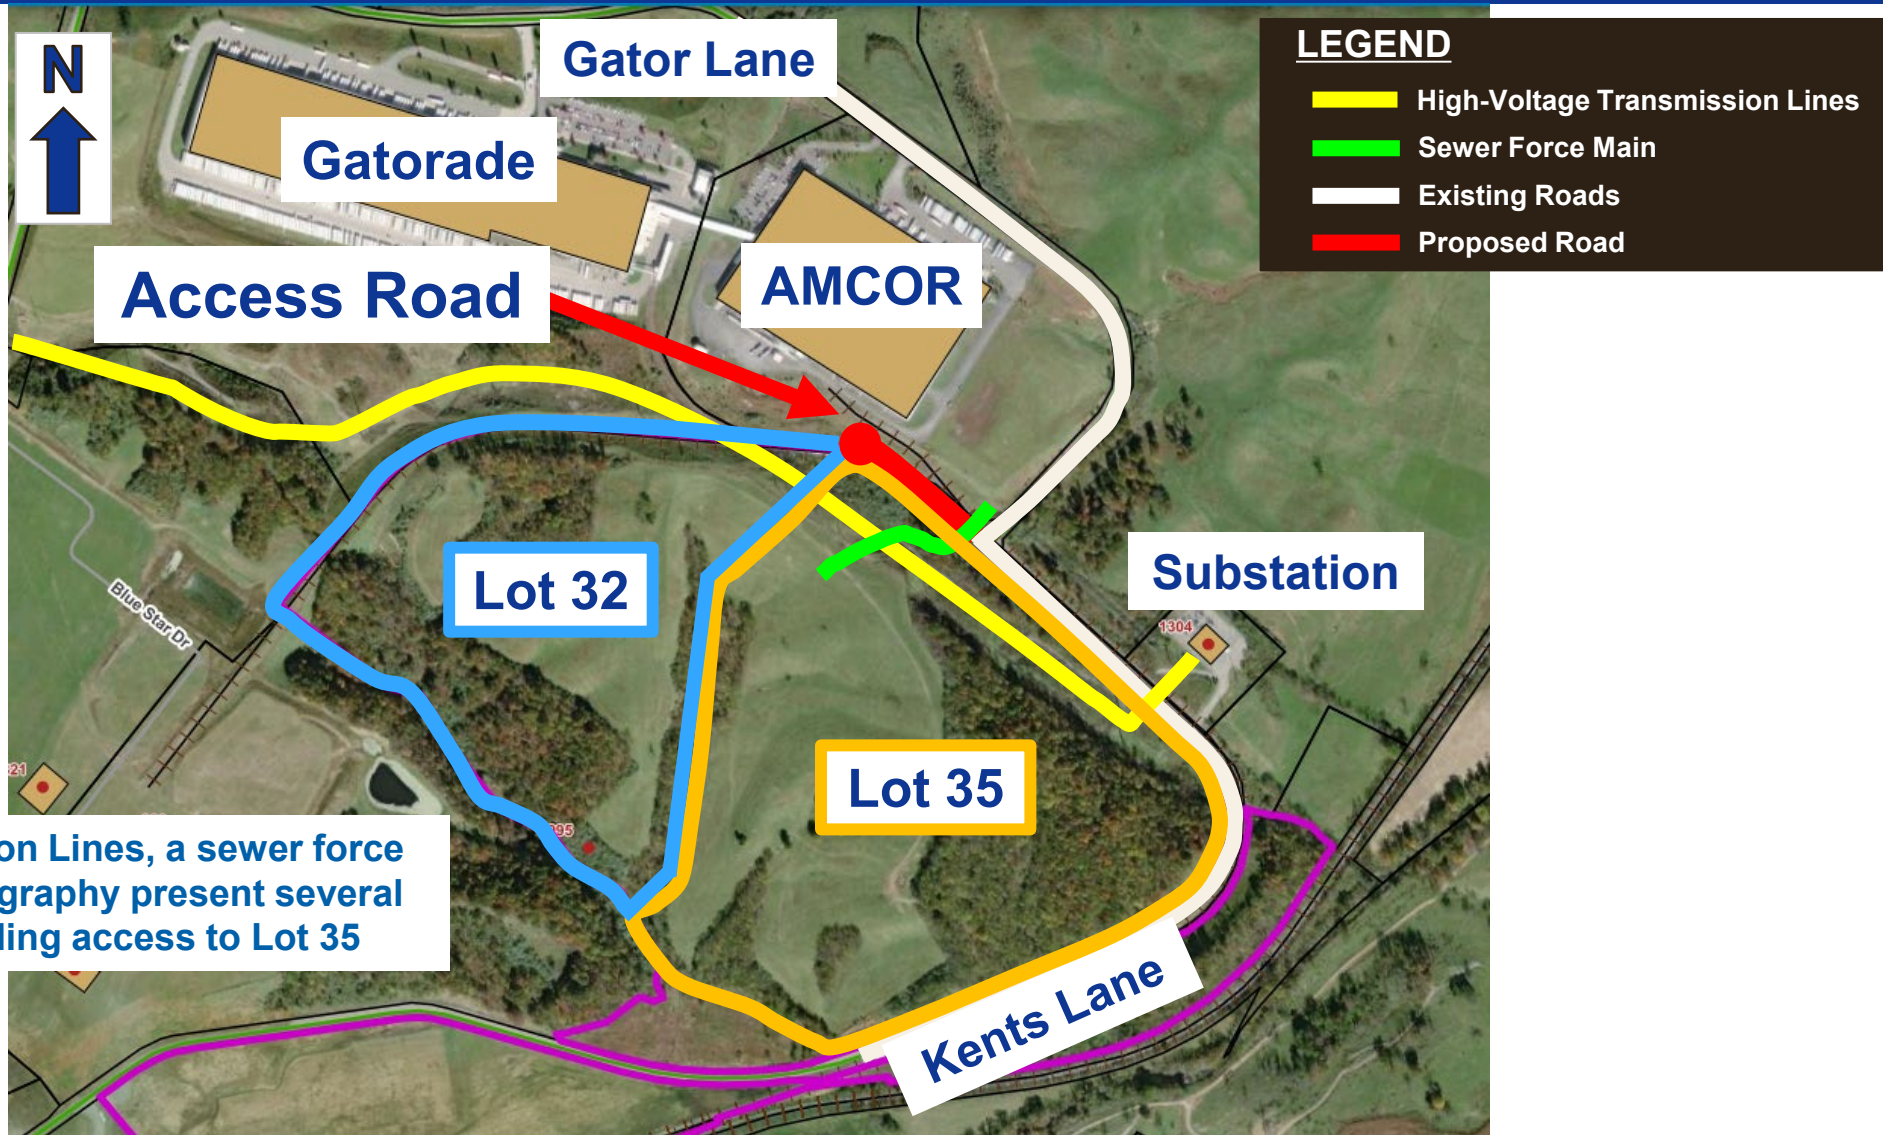 N
Gator Lane
LEGEND
High-Voltage Transmission Lines
Sewer Force Main
Existing Roads
Proposed Road
Gatorade
AMCOR
Access Road
Substation
Lot 32
Blue Star Dr
1304
Lot 35
21
95
on Lines, a sewer force
graphy present several
ling access to Lot 35
Kents Lane